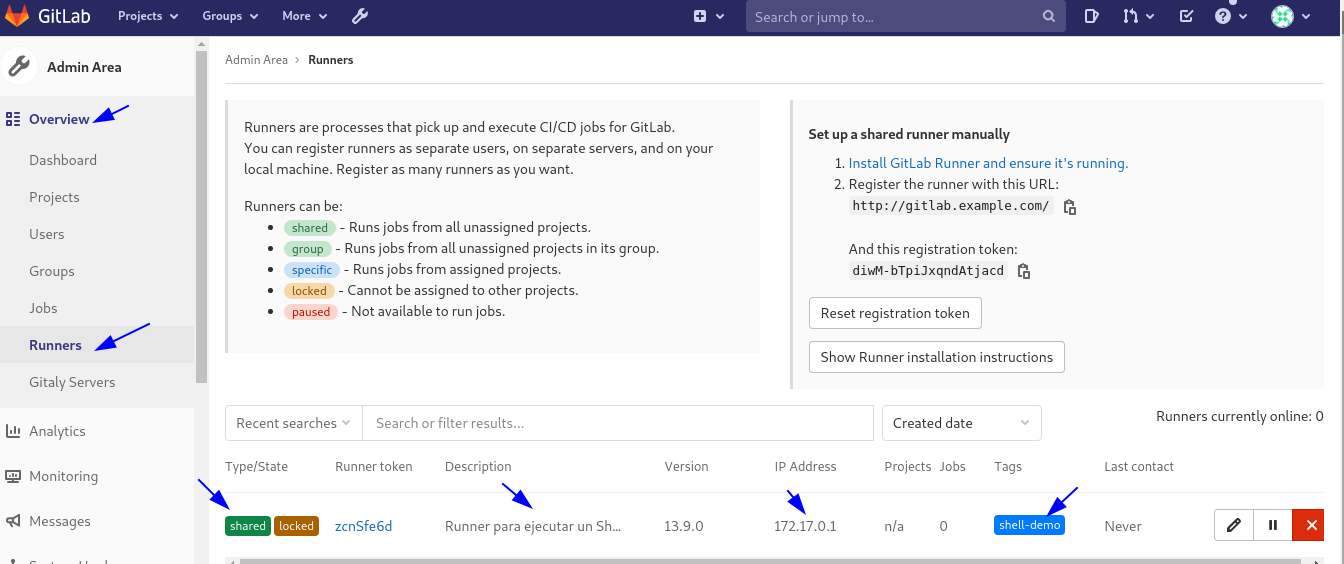 GitLab Projects Groups More Search or jump to...
Admin Area
Overview
Dashboard
Projects
Users
Groups
Jobs
Runners
Gitaly Servers
Analytics
Monitoring
Messages
Admin Area > Runners
Runners are processes that pick up and execute CI/CD jobs for GitLab.
You can register runners as separate users, on separate servers, and on your
local machine. Register as many runners as you want.
Runners can be:
shared - Runs jobs from all unassigned projects.
group - Runs jobs from all unassigned projects in its group.
specific - Runs jobs from assigned projects.
locked - Cannot be assigned to other projects.
paused - Not available to run jobs.
Set up a shared runner manually
1. Install GitLab Runner and ensure it's running.
2. Register the runner with this URL:
http://gitlab.example.com/
And this registration token:
diwM-bTpiJxqndAtjacd
Reset registration token
Show Runner installation instructions
Recent searches Search or filter results... Created date Runners currently online: 0
Type/State Runner token Description Version IP Address Projects Jobs Tags Last contact
shared locked zcnSfe6d Runner para ejecutar un Sh... 13.9.0 172.17.0.1 n/a 0 shell-demo Never